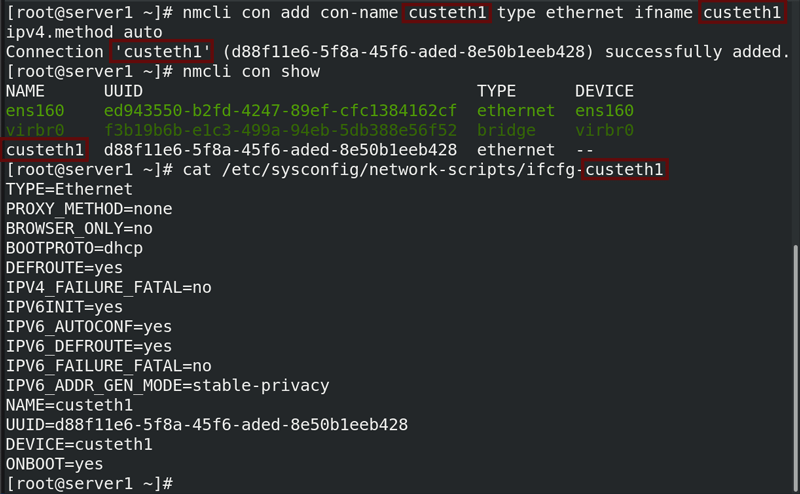 [root@server1 ~]# nmcli con add con-name custeth1 type ethernet ifname custeth1
ipv4.method auto
Connection 'custeth1' (d88f11e6-5f8a-45f6-aded-8e50b1eeb428) successfully added.
[root@server1 ~]# nmcli con show
NAME      UUID                                  TYPE      DEVICE
ens160    ed943550-b2fd-4247-89ef-cfc1384162cf  ethernet  ens160
virbr0    f3b19b6b-e1c3-499a-94eb-5db388e56f52  bridge    virbr0
custeth1  d88f11e6-5f8a-45f6-aded-8e50b1eeb428  ethernet  --
[root@server1 ~]# cat /etc/sysconfig/network-scripts/ifcfg-custeth1
TYPE=Ethernet
PROXY_METHOD=none
BROWSER_ONLY=no
BOOTPROTO=dhcp
DEFROUTE=yes
IPV4_FAILURE_FATAL=no
IPV6INIT=yes
IPV6_AUTOCONF=yes
IPV6_DEFROUTE=yes
IPV6_FAILURE_FATAL=no
IPV6_ADDR_GEN_MODE=stable-privacy
NAME=custeth1
UUID=d88f11e6-5f8a-45f6-aded-8e50b1eeb428
DEVICE=custeth1
ONBOOT=yes
[root@server1 ~]#